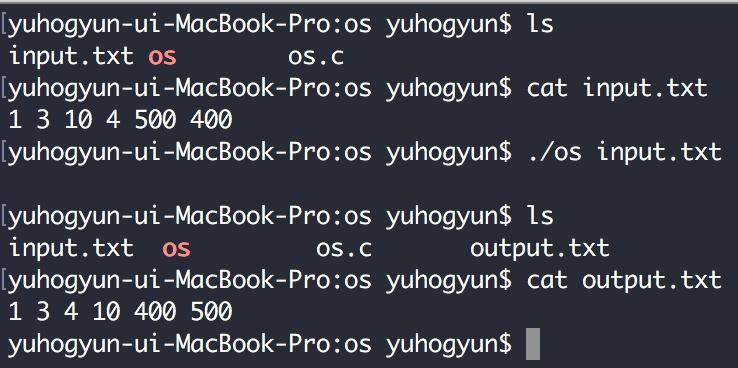 [yuhogyun-ui-MacBook-Pro:os yuhogyun$ ls
input.txt os os.c
[yuhogyun-ui-MacBook-Pro:os yuhogyun$ cat input.txt
1 3 10 4 500 400
[yuhogyun-ui-MacBook-Pro:os yuhogyun$ ./os input.txt
[yuhogyun-ui-MacBook-Pro:os yuhogyun$ ls
input.txt os os.c output.txt
[yuhogyun-ui-MacBook-Pro:os yuhogyun$ cat output.txt
1 3 4 10 400 500
yuhogyun-ui-MacBook-Pro:os yuhogyun$